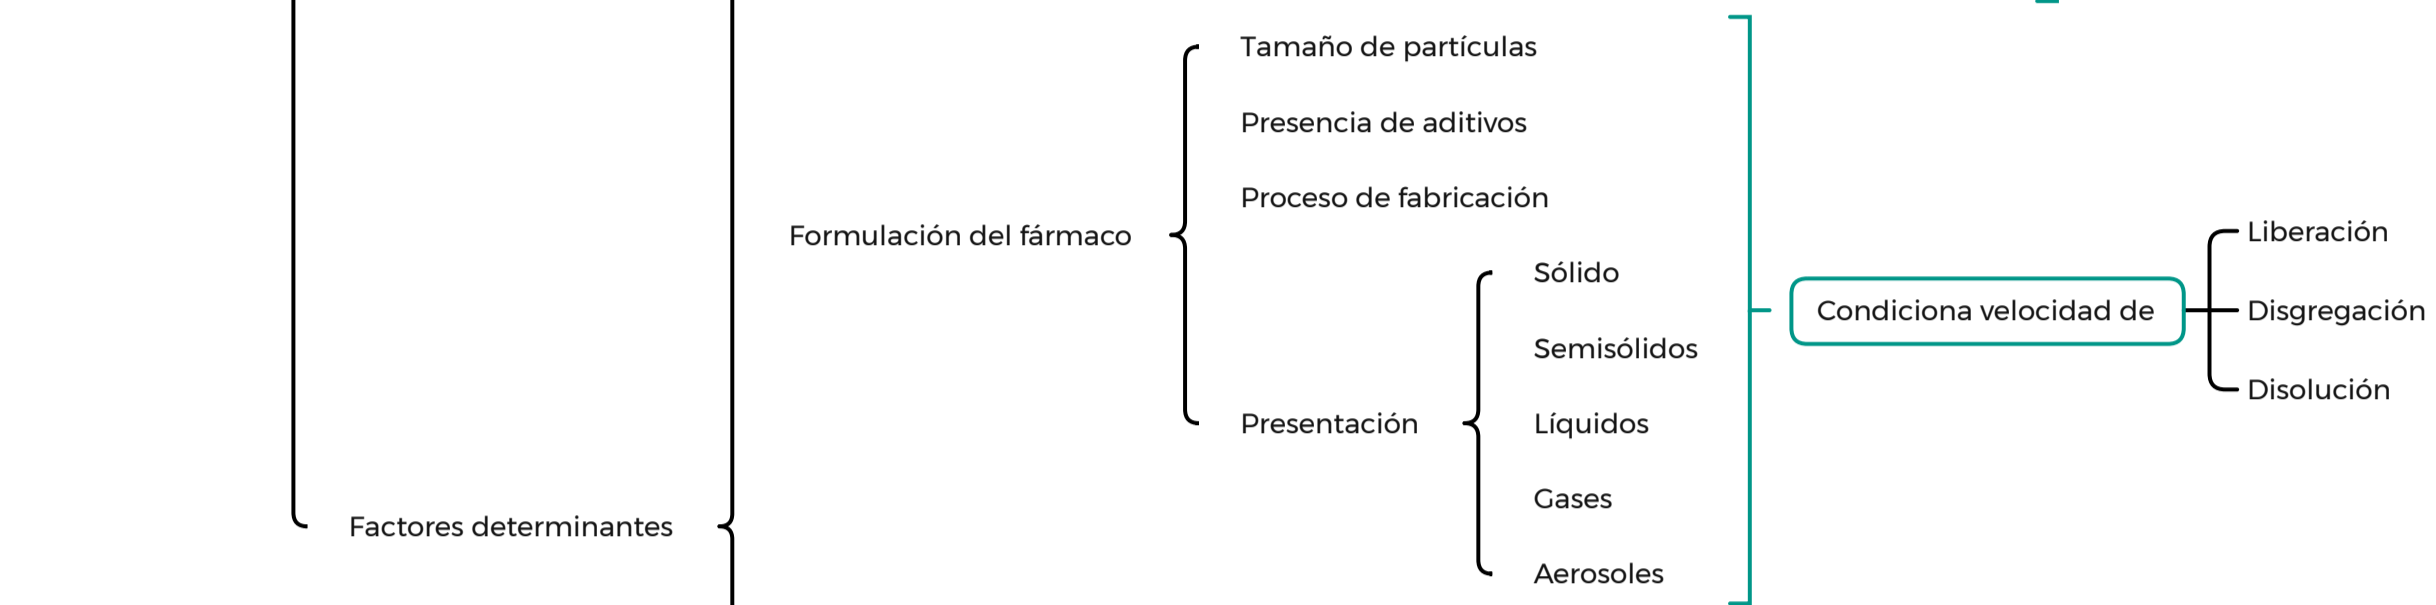 Factores determinantes
Formulación del fármaco
Tamaño de partículas
Presencia de aditivos
Proceso de fabricación
Presentación
Sólido
Semisólidos
Líquidos
Gases
Aerosoles
Condiciona velocidad de
Liberación
Disgregación
Disolución